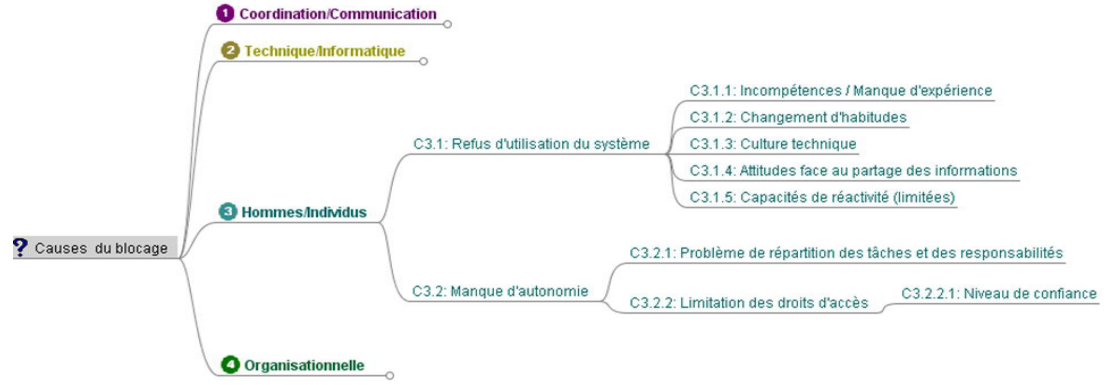 1 Coordination/Communication
2 Technique/Informatique
C3.1.1: Incompétences / Manque d'expérience
C3.1.2: Changement d'habitudes
C3.1: Refus d'utilisation du système
C3.1.3: Culture technique
C3.1.4: Attitudes face au partage des informations
C3.1.5: Capacités de réactivité (limitées)
3 Hommes/Individus
? Causes du blocage
C3.2.1: Problème de répartition des tâches et des responsabilités
C3.2: Manque d'autonomie
C3.2.2: Limitation des droits d'accès
C3.2.2.1: Niveau de confiance
4 Organisationnelle